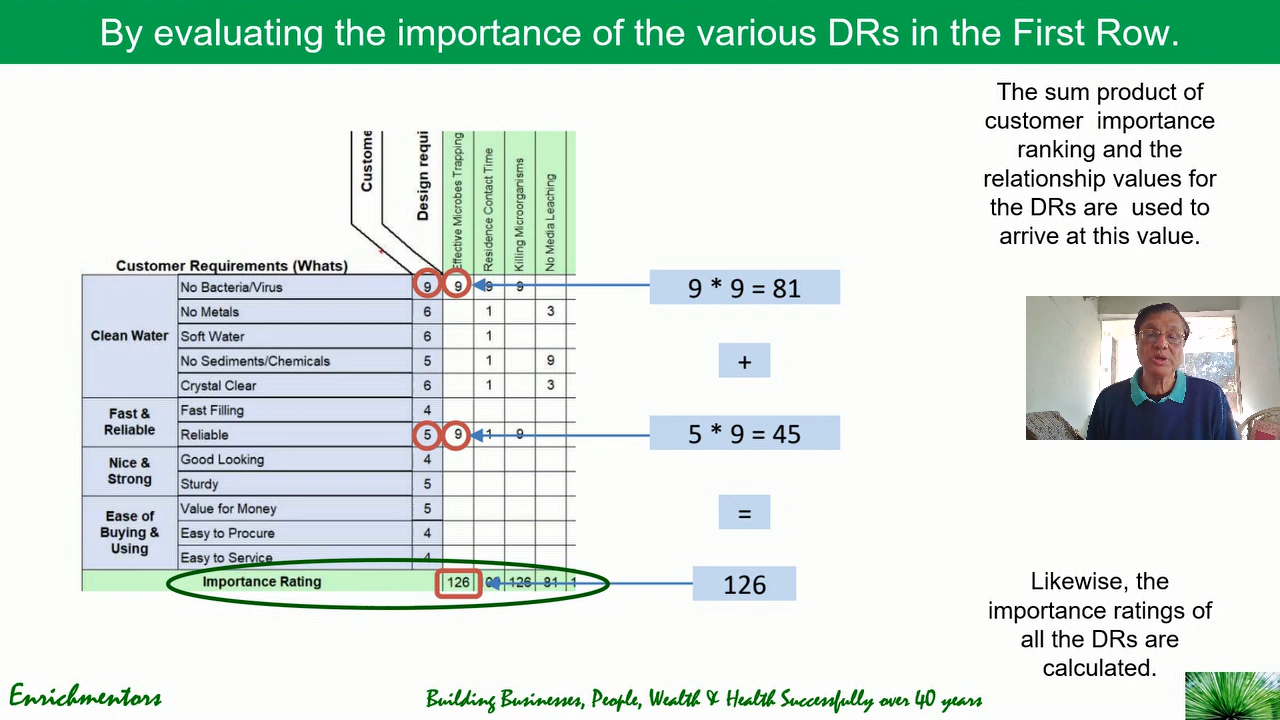 By evaluating the importance of the various DRs in the First Row.
The sum product of
customer importance
ranking and the
relationship values for
the DRs are used to
arrive at this value.
Custome
Design requi
Effective Microbes Trapping
Residence Contact Time
Killing Microorganisms
No Media Leaching
Customer Requirements (Whats)
Clean Water
No Bacteria/Virus 9 9 9 9
No Metals 6 1 3
Soft Water 6 1
No Sediments/Chemicals 5 1 9
Crystal Clear 6 1 3
Fast &
Reliable
Fast Filling 4
Reliable 5 9 1 9
Nice &
Strong
Good Looking 4
Sturdy 5
Ease of
Buying &
Using
Value for Money 5
Easy to Procure 4
Easy to Service 4
Importance Rating 126 126 81 1
9 * 9 = 81
+
5 * 9 = 45
=
126
Likewise, the
importance ratings of
all the DRs are
calculated.
Enrichmentors
Building Businesses, People, Wealth & Health Successfully over 40 years